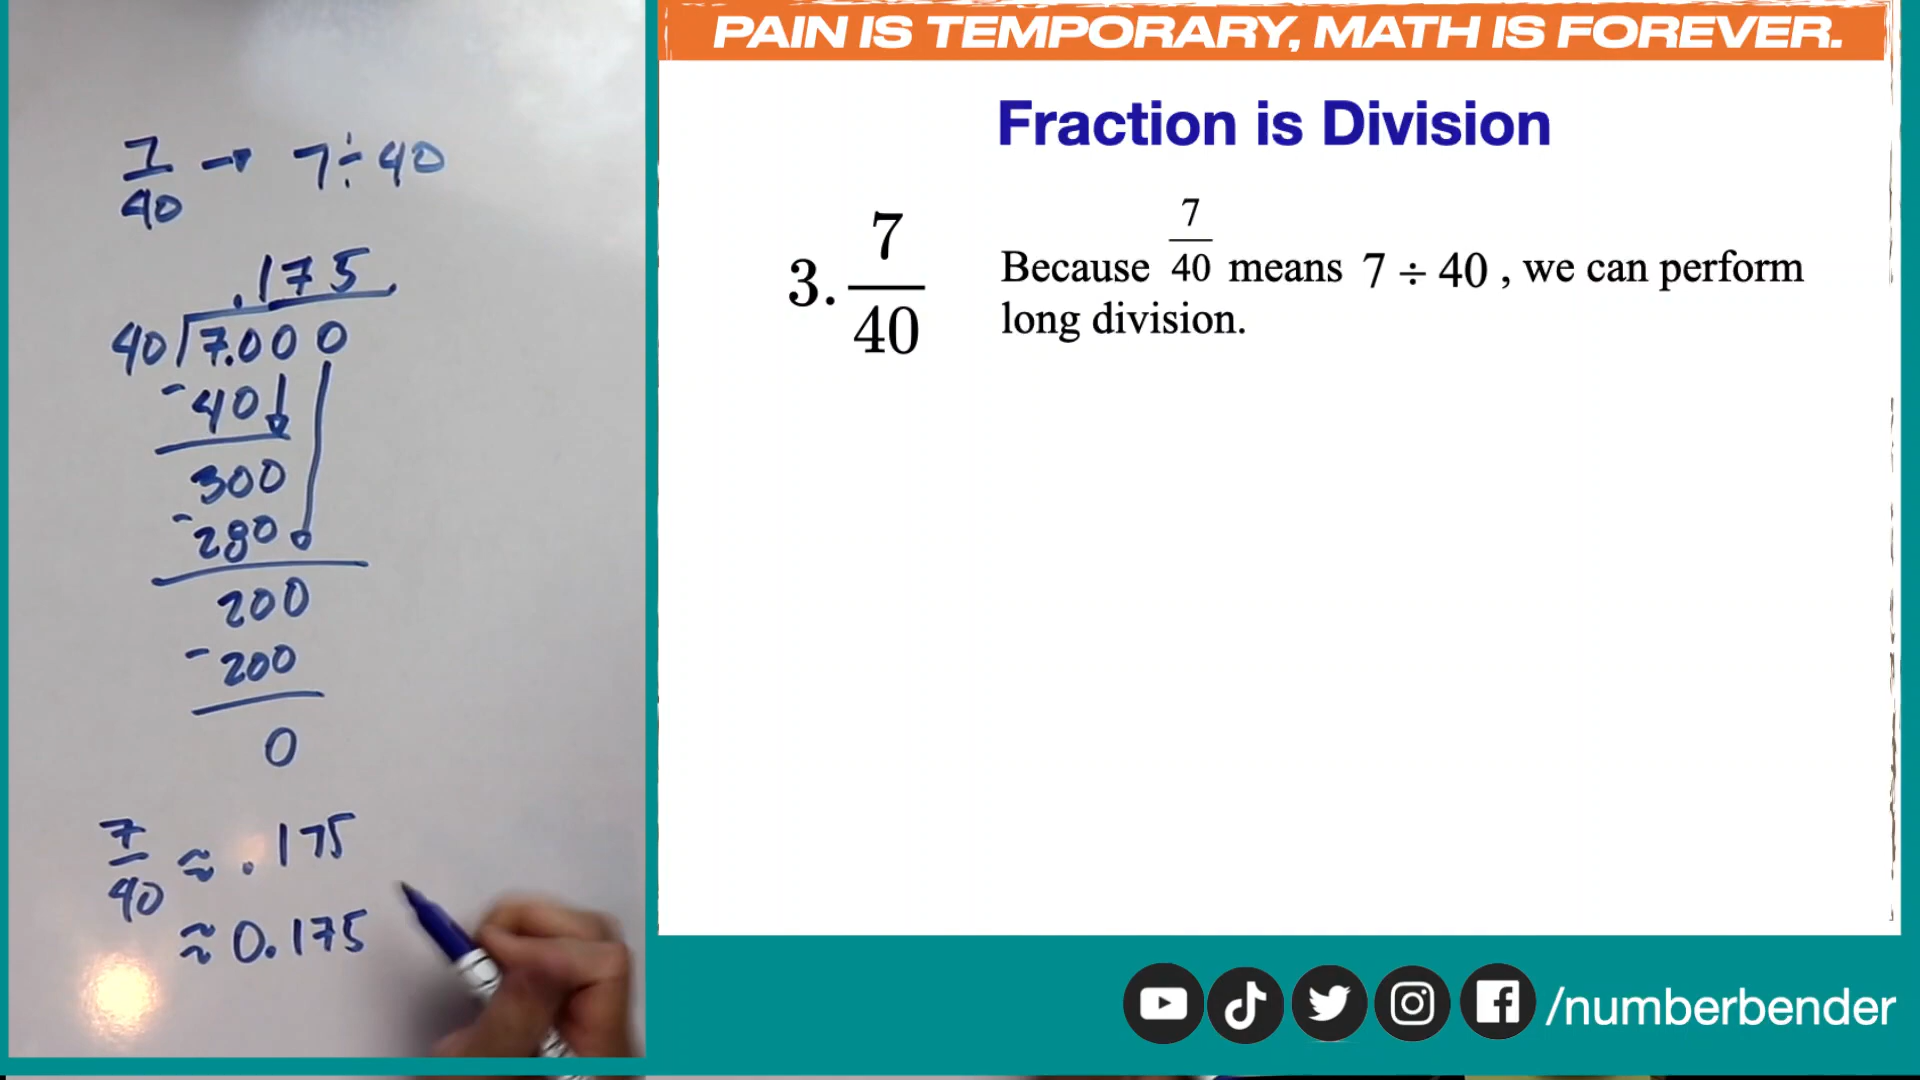 PAIN IS TEMPORARY, MATH IS FOREVER.
Fraction is Division
3. 7/40
Because 7/40 means 7 ÷ 40 , we can perform
long division.
7/40 → 7 ÷ 40
.175
40 7.000
- 40
300
- 280
200
- 200
0
7/40 ≈ .175
≈ 0.175
/numberbender